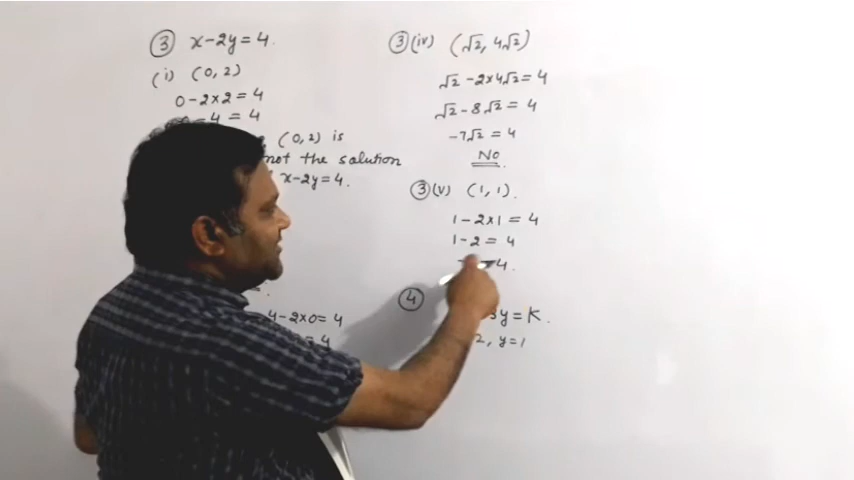 ③ x-2y=4.
(i) (0,2)
0-2×2=4
-4=4
(0,2) is
not the solution
x-2y=4.
4-2×0=4
③(iv) (√2, 4√2)
√2-2×4√2=4
√2-8√2=4
-7√2=4
No.
③(v) (1,1).
1-2×1=4
1-2=4
4.
④ 3y=K.
2, y=1